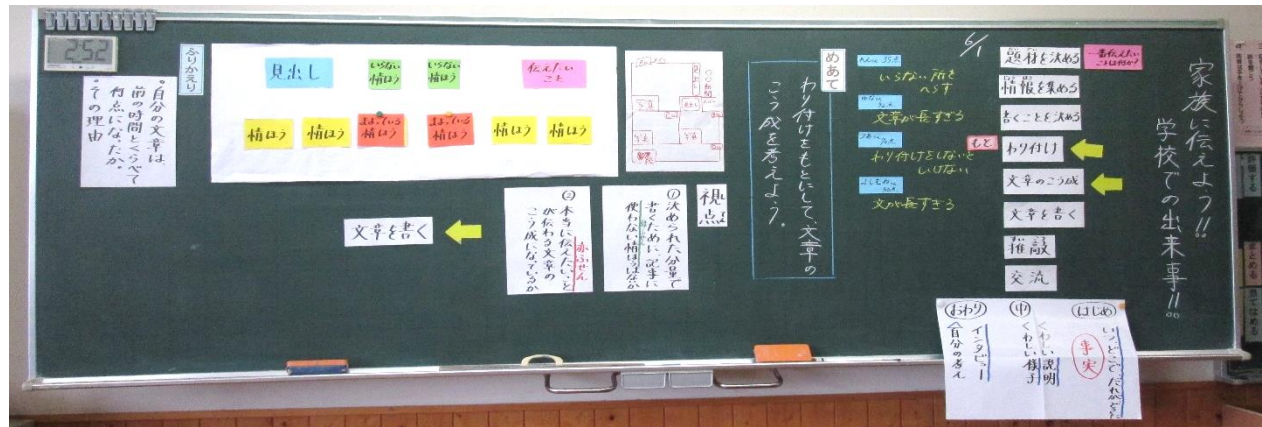 家族に伝えよう!!
学校での出来事!!
6/1
題材を決める
一番伝えたい
ことは何か?
情報を集める
書くことを決める
もと
わり付け
文章のこう成
文章を書く
推敲
交流
はじめ
いつどこでだれがどうした
事実
中
くわしい説明
くわしい様子
おわり
インタビュー
自分の考え
いらない所を
へらす
文章が長すぎる
わり付けをしないと
いけない
文が長すぎる
めあて
わり付けをもとにして、文章の
こう成を考えよう。
視点
①決められた分量で
書くために、記事に
使わない情ほうはないか
②本当に伝えたいこと
が伝わる文章の
こう成になっているか
赤ふせん
文章を書く
見出し
いらない
情ほう
いらない
情ほう
伝えたい
こと
情ほう
情ほう
まよっている
情ほう
まよっている
情ほう
情ほう
情ほう
ふりかえり
・自分の文章は
前の時間とくらべて
何点になったか。
・その理由
2:52